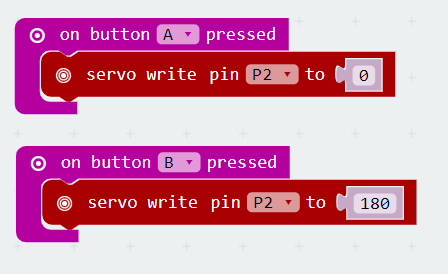 on button A pressed
servo write pin P2 to 0
on button B pressed
servo write pin P2 to 180